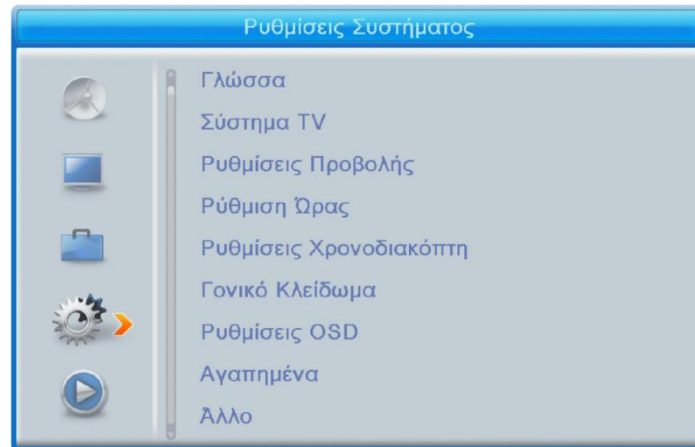 Ρυθμίσεις Συστήματος
Γλώσσα
Σύστημα TV
Ρυθμίσεις Προβολής
Ρύθμιση Ώρας
Ρυθμίσεις Χρονοδιακόπτη
Γονικό Κλείδωμα
Ρυθμίσεις OSD
Αγαπημένα
Άλλο